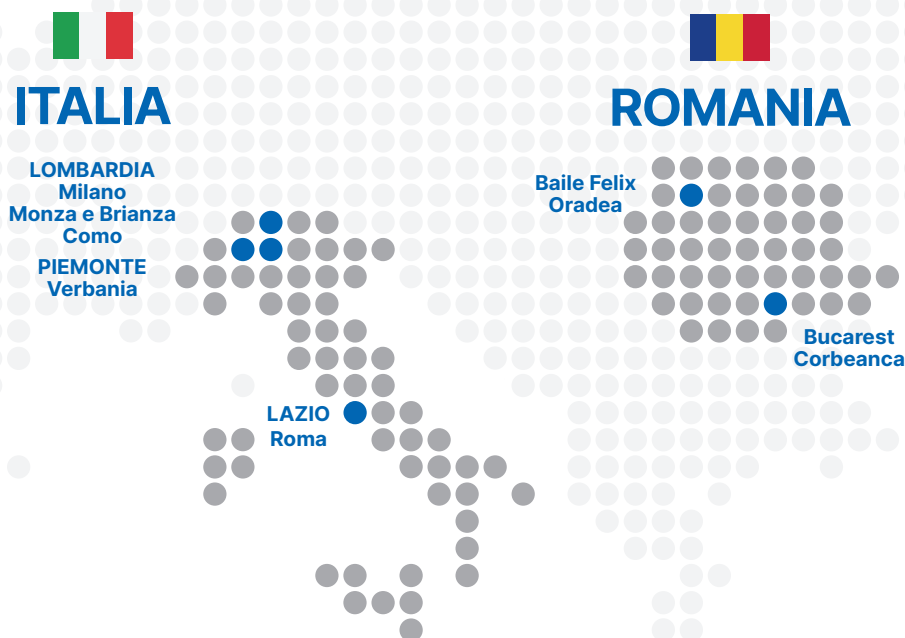 ITALIA
LOMBARDIA
Milano
Monza e Brianza
Como
PIEMONTE
Verbania
LAZIO
Roma
ROMANIA
Baile Felix
Oradea
Bucarest
Corbeanca